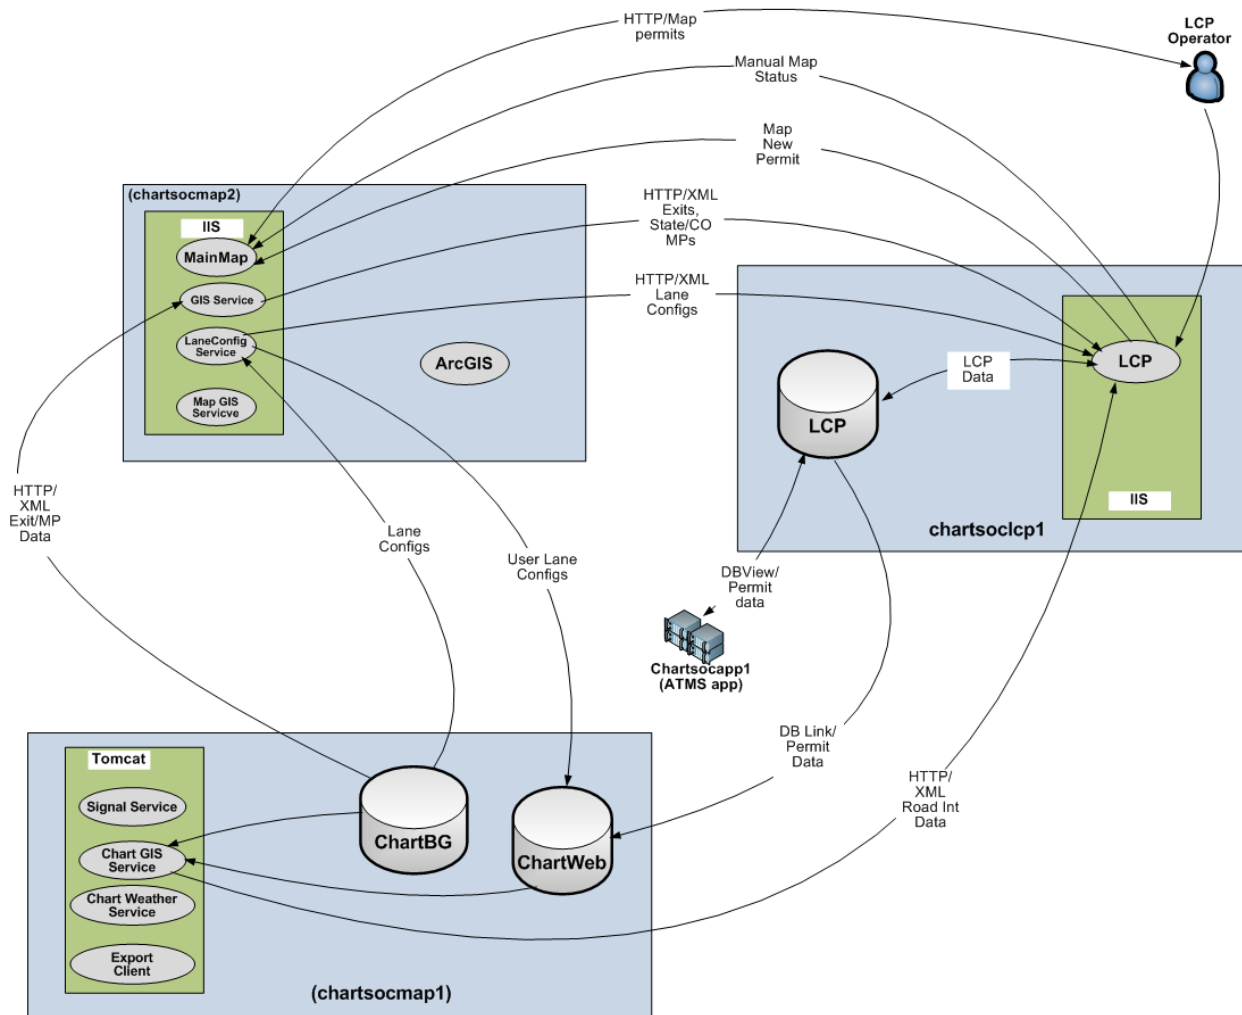 HTTP/Map
permits
LCP
Operator
Manual Map
Status
Map
New
Permit
(chartsocmap2)
IIS
MainMap
GIS Service
LaneConfig
Service
Map GIS
Servicve
ArcGIS
HTTP/XML
Exits,
State/CO
MPs
HTTP/XML
Lane
Configs
LCP
Data
LCP
LCP
IIS
chartsoclcp1
HTTP/
XML
Exit/MP
Data
Lane
Configs
User Lane
Configs
DBView/
Permit
data
Chartsocapp1
(ATMS app)
DB Link/
Permit
Data
HTTP/
XML
Road Int
Data
Tomcat
Signal Service
Chart GIS
Service
Chart Weather
Service
Export
Client
ChartBG
ChartWeb
(chartsocmap1)